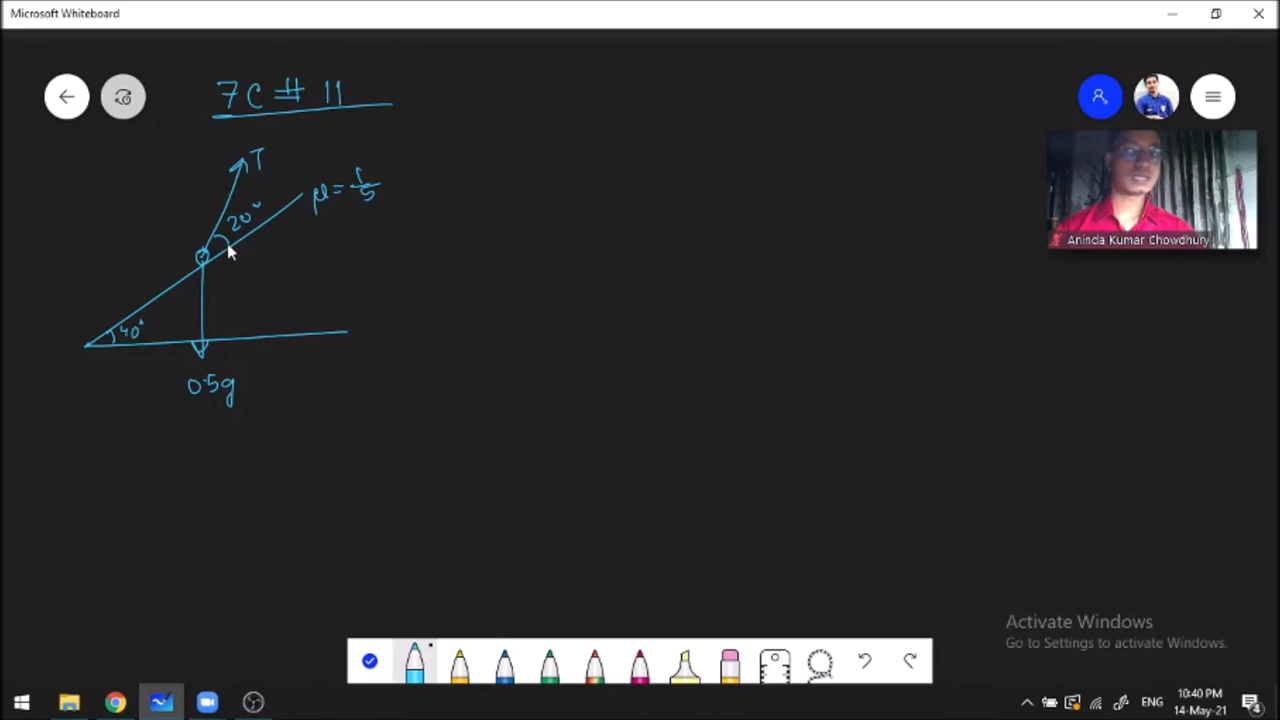 Microsoft Whiteboard
7C # 11
T
20°
μ = 1/5
40°
0.5g
Aninda Kumar Chowdhury
Activate Windows
Go to Settings to activate Windows.
ENG
10:40 PM
14-May-21
4